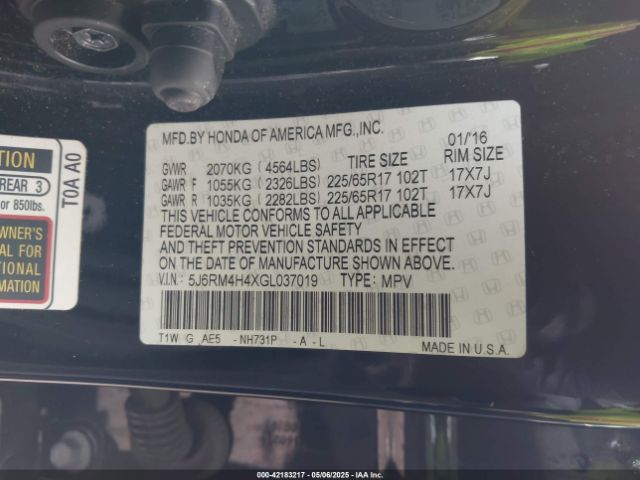 MFD.BY HONDA OF AMERICA MFG.,INC.
01/'16
GVWR 2070KG (4564LBS) TIRE SIZE RIM SIZE
GAWR F 1055KG (2326LBS) 225/65R17 102T 17X7J
GAWR R 1035KG (2282LBS) 225/65R17 102T 17X7J
THIS VEHICLE CONFORMS TO ALL APPLICABLE
FEDERAL MOTOR VEHICLE SAFETY
AND THEFT PREVENTION STANDARDS IN EFFECT
ON THE DATE OF MANUFACTURE SHOWN ABOVE.
V.I.N.: 5J6RM4H4XGL037019 TYPE: MPV
T1W G AE5 - NH731P - A - L
MADE IN U.S.A.
TION
REAR 3
or 850lbs.
T0A A0
OWNER'S
AL FOR
TIONAL
ATION
000-42183217 - 05/06/2025 - IAA Inc.